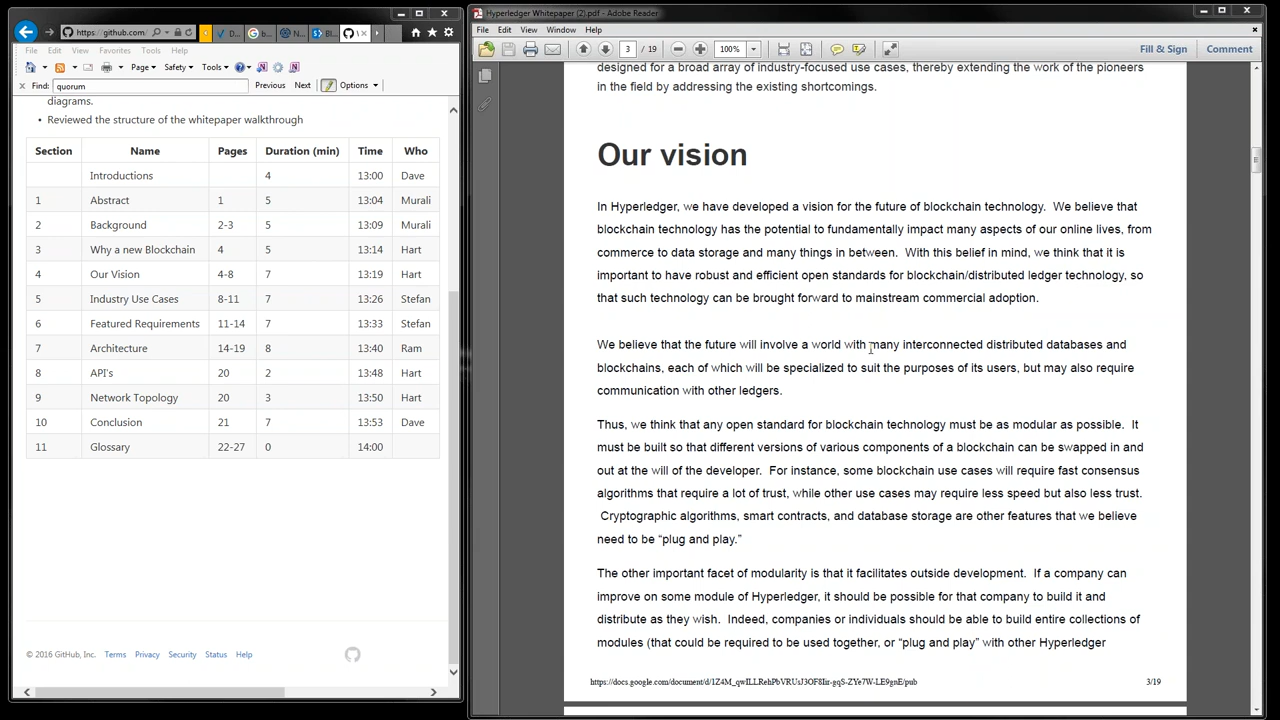 https://github.com/
D...
b...
N...
Bl...
File Edit View Favorites Tools Help
Page Safety Tools
Find: quorum Previous Next Options
diagrams.
• Reviewed the structure of the whitepaper walkthrough
Section Name Pages Duration (min) Time Who
Introductions 4 13:00 Dave
1 Abstract 1 5 13:04 Murali
2 Background 2-3 5 13:09 Murali
3 Why a new Blockchain 4 5 13:14 Hart
4 Our Vision 4-8 7 13:19 Hart
5 Industry Use Cases 8-11 7 13:26 Stefan
6 Featured Requirements 11-14 7 13:33 Stefan
7 Architecture 14-19 8 13:40 Ram
8 API's 20 2 13:48 Hart
9 Network Topology 20 3 13:50 Hart
10 Conclusion 21 7 13:53 Dave
11 Glossary 22-27 0 14:00
© 2016 GitHub, Inc. Terms Privacy Security Status Help
Hyperledger Whitepaper (2).pdf - Adobe Reader
File Edit View Window Help
3 / 19 100% Fill & Sign Comment
designed for a broad array of industry-focused use cases, thereby extending the work of the pioneers
in the field by addressing the existing shortcomings.
Our vision
In Hyperledger, we have developed a vision for the future of blockchain technology. We believe that
blockchain technology has the potential to fundamentally impact many aspects of our online lives, from
commerce to data storage and many things in between. With this belief in mind, we think that it is
important to have robust and efficient open standards for blockchain/distributed ledger technology, so
that such technology can be brought forward to mainstream commercial adoption.
We believe that the future will involve a world with many interconnected distributed databases and
blockchains, each of which will be specialized to suit the purposes of its users, but may also require
communication with other ledgers.
Thus, we think that any open standard for blockchain technology must be as modular as possible. It
must be built so that different versions of various components of a blockchain can be swapped in and
out at the will of the developer. For instance, some blockchain use cases will require fast consensus
algorithms that require a lot of trust, while other use cases may require less speed but also less trust.
Cryptographic algorithms, smart contracts, and database storage are other features that we believe
need to be “plug and play.”
The other important facet of modularity is that it facilitates outside development. If a company can
improve on some module of Hyperledger, it should be possible for that company to build it and
distribute as they wish. Indeed, companies or individuals should be able to build entire collections of
modules (that could be required to be used together, or “plug and play” with other Hyperledger
https://docs.google.com/document/d/1Z4M_qwILLRehPbVRUsJ3OF8Iir-gqS-ZYe7W-LE9gnE/pub 3/19